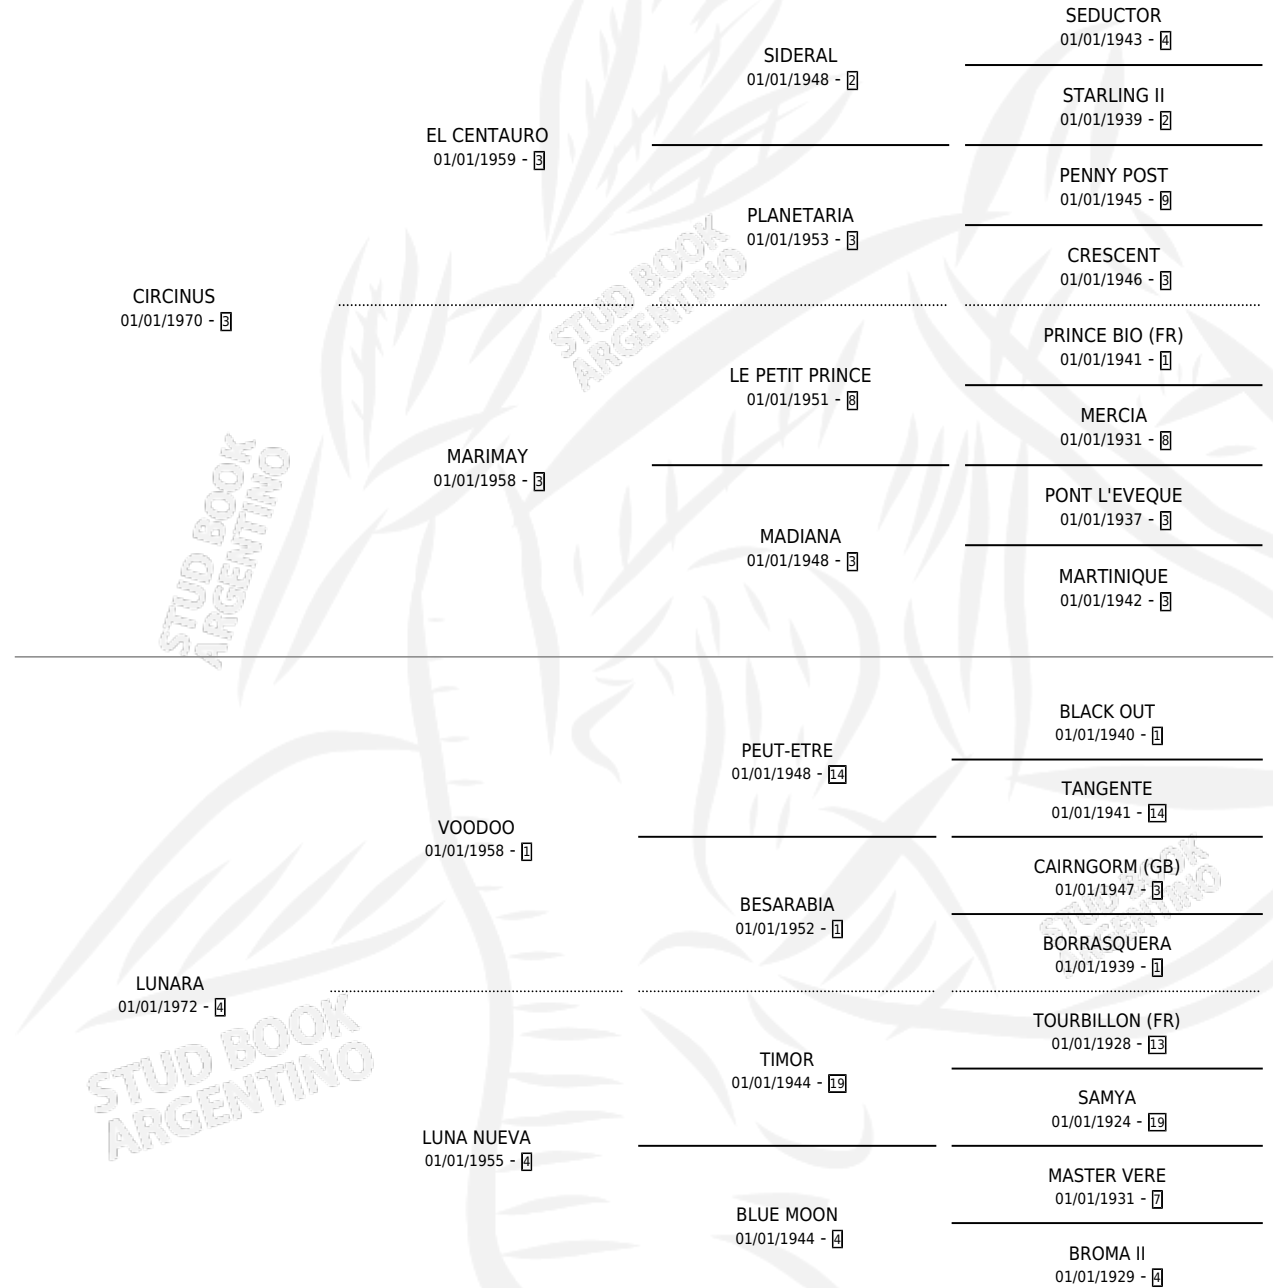 SEDUCTOR
01/01/1943 - 4
SIDERAL
01/01/1948 - 2
STARLING II
01/01/1939 - 2
EL CENTAURO
01/01/1959 - 3
PENNY POST
01/01/1945 - 9
PLANETARIA
01/01/1953 - 3
CRESCENT
01/01/1946 - 3
CIRCINUS
01/01/1970 - 3
PRINCE BIO (FR)
01/01/1941 - 1
LE PETIT PRINCE
01/01/1951 - 8
MERCIA
01/01/1931 - 8
MARIMAY
01/01/1958 - 3
PONT L'EVEQUE
01/01/1937 - 3
MADIANA
01/01/1948 - 3
MARTINIQUE
01/01/1942 - 3
BLACK OUT
01/01/1940 - 1
PEUT-ETRE
01/01/1948 - 14
TANGENTE
01/01/1941 - 14
VOODOO
01/01/1958 - 1
CAIRNGORM (GB)
01/01/1947 - 3
BESARABIA
01/01/1952 - 1
BORRASQUERA
01/01/1939 - 1
LUNARA
01/01/1972 - 4
TOURBILLON (FR)
01/01/1928 - 13
TIMOR
01/01/1944 - 19
SAMYA
01/01/1924 - 19
LUNA NUEVA
01/01/1955 - 4
MASTER VERE
01/01/1931 - 7
BLUE MOON
01/01/1944 - 4
BROMA II
01/01/1929 - 4
STUD BOOK
ARGENTINO
STUD BOOK
ARGENTINO
STUD BOOK
ARGENTINO
STUD BOOK
ARGENTINO